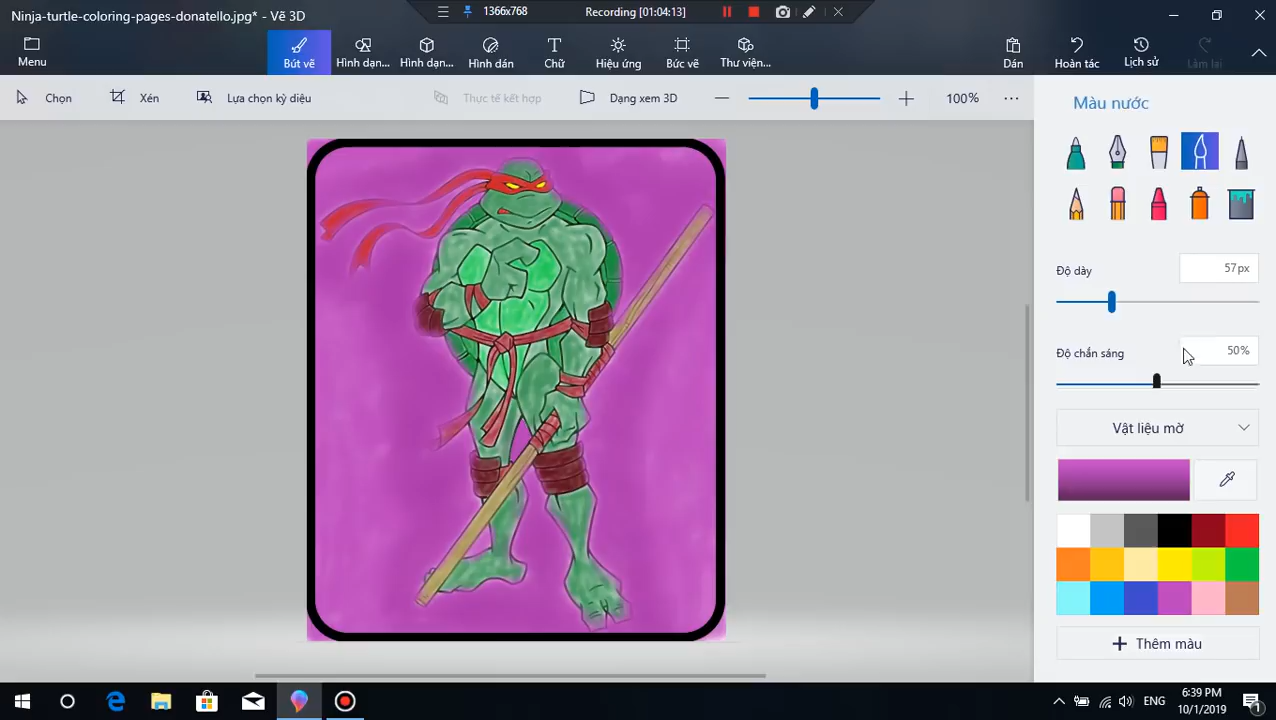 Ninja-turtle-coloring-pages-donatello.jpg* - Vẽ 3D
1366x768
Recording [01:04:13]
Menu
Bút vẽ
Hình dạn...
Hình dạn...
Hình dán
Chữ
Hiệu ứng
Bức vẽ
Thư viện...
Dán
Hoàn tác
Lịch sử
Làm lại
Chọn
Xén
Lựa chọn kỳ diệu
Thực tế kết hợp
Dạng xem 3D
100%
Màu nước
Độ dày
57px
Độ chắn sáng
50%
Vật liệu mờ
Thêm màu
ENG
6:39 PM
10/1/2019
1